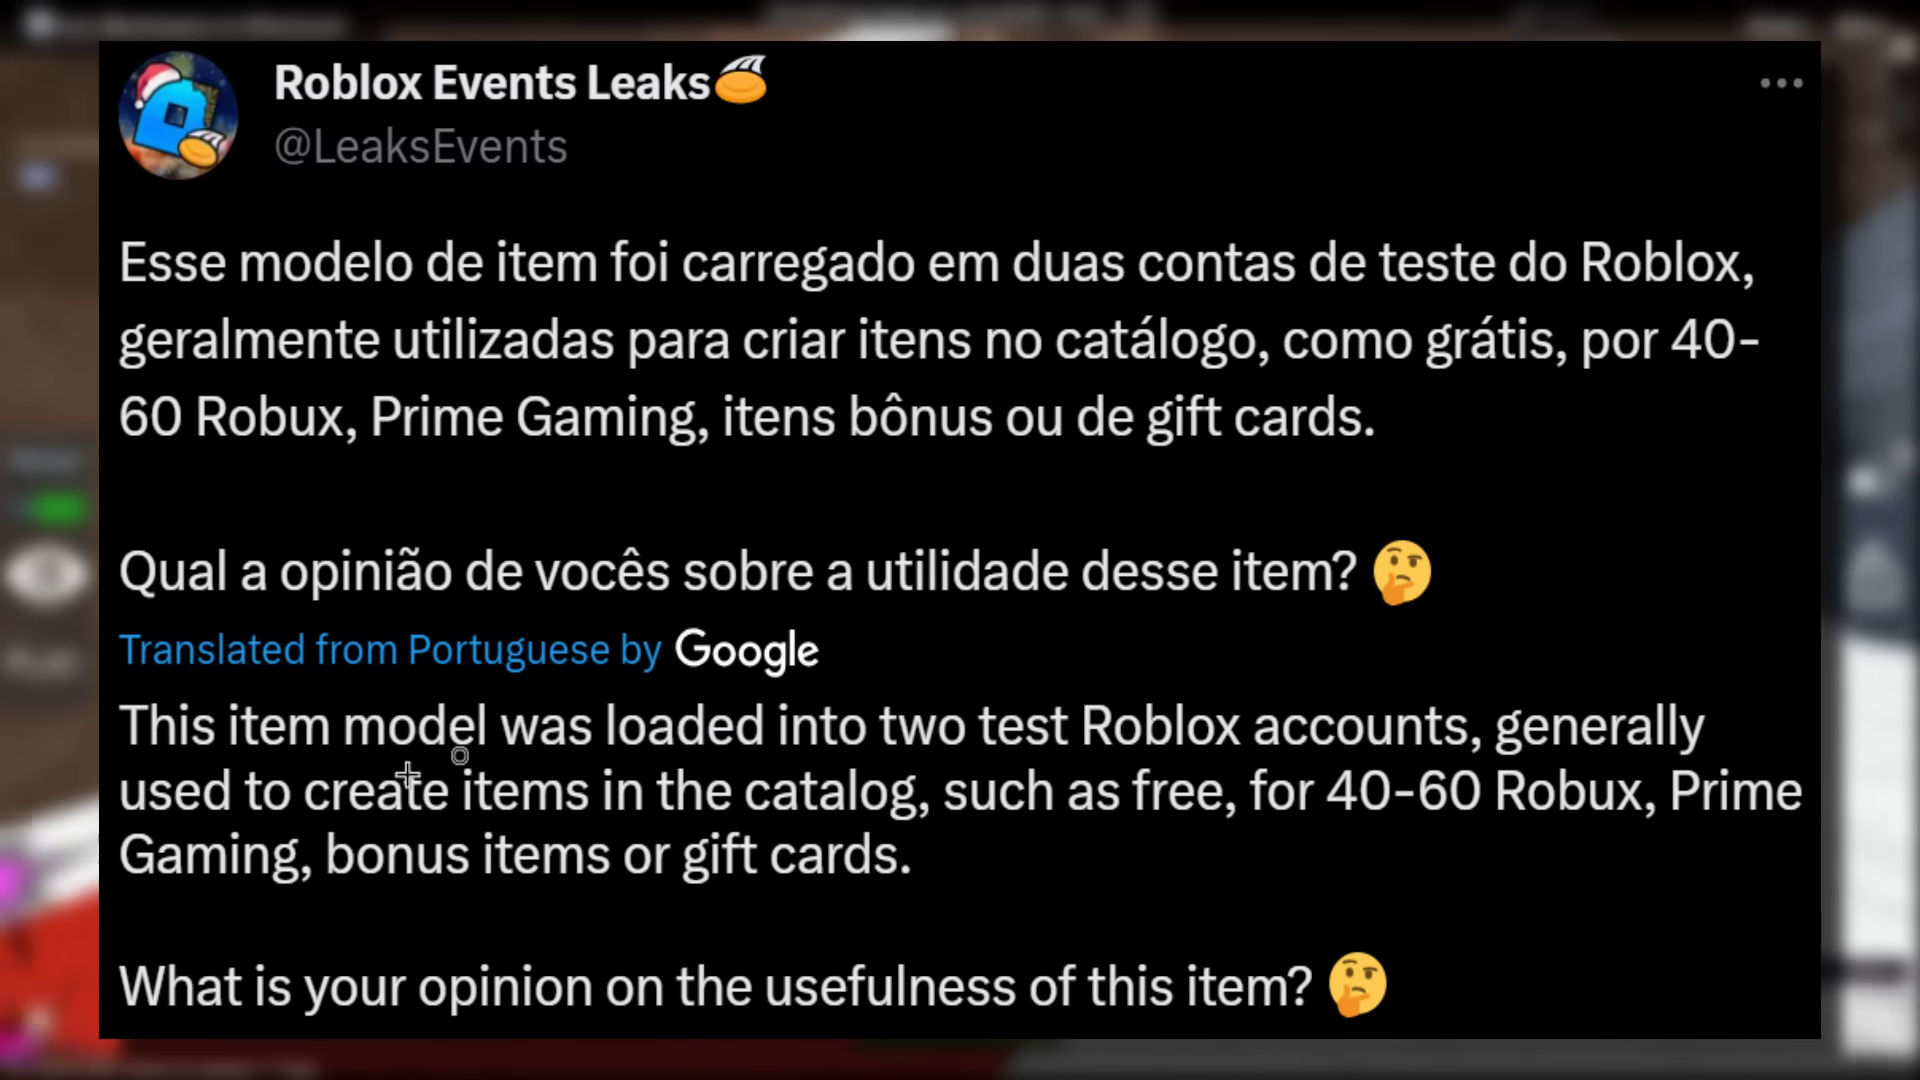 Roblox Events Leaks
@LeaksEvents
Esse modelo de item foi carregado em duas contas de teste do Roblox,
geralmente utilizadas para criar itens no catálogo, como grátis, por 40-
60 Robux, Prime Gaming, itens bônus ou de gift cards.
Qual a opinião de vocês sobre a utilidade desse item? 🤔
Translated from Portuguese by Google
This item model was loaded into two test Roblox accounts, generally
used to create items in the catalog, such as free, for 40-60 Robux, Prime
Gaming, bonus items or gift cards.
What is your opinion on the usefulness of this item? 🤔